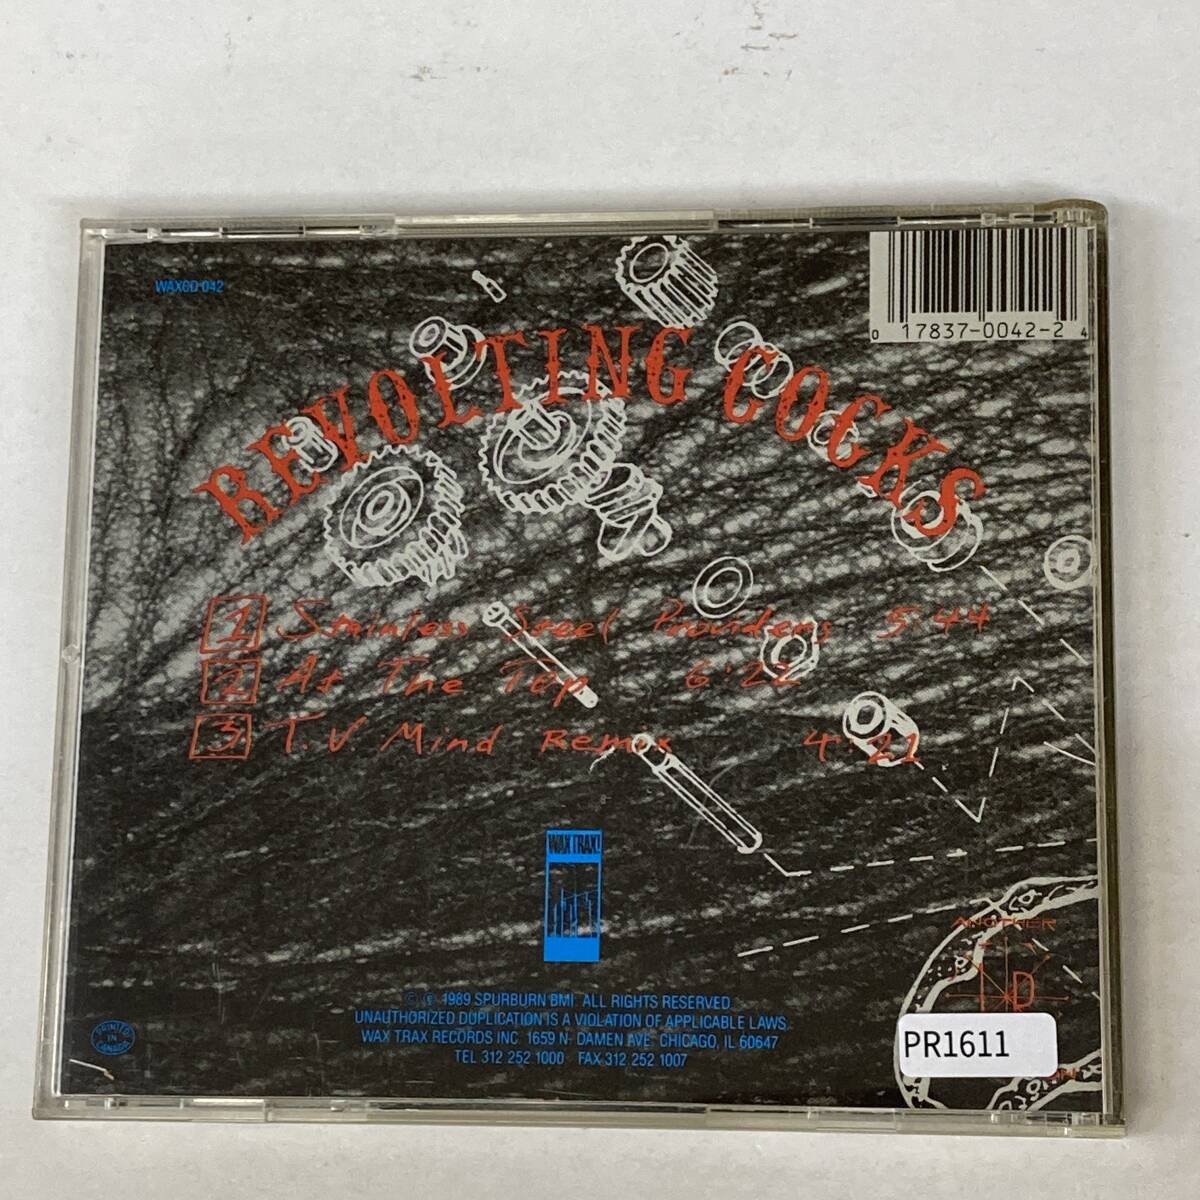 WAXCD 042
0 17837-0042-2 4
REVOLTING COCKS
1 Stainless Steel Providers 5:44
2 At The Top 6:22
3. T.V. Mind Remix 4:21
WAX TRAX!
© ℗ 1989 SPURBURN BMI. ALL RIGHTS RESERVED.
UNAUTHORIZED DUPLICATION IS A VIOLATION OF APPLICABLE LAWS.
WAX TRAX RECORDS INC. 1659 N. DAMEN AVE. CHICAGO, IL 60647
TEL 312 252 1000 FAX 312 252 1007
PRINTED IN CANADA
ANOTHER
D
PR1611